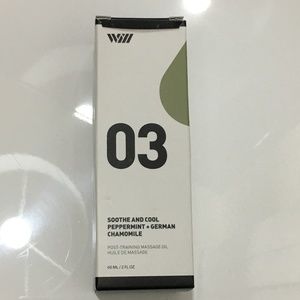 Will
03
SOOTHE AND COOL
PEPPERMINT + GERMAN
CHAMOMILE
POST-TRAINING MASSAGE OIL
HUILE DE MASSAGE
60 ML / 2 FL OZ